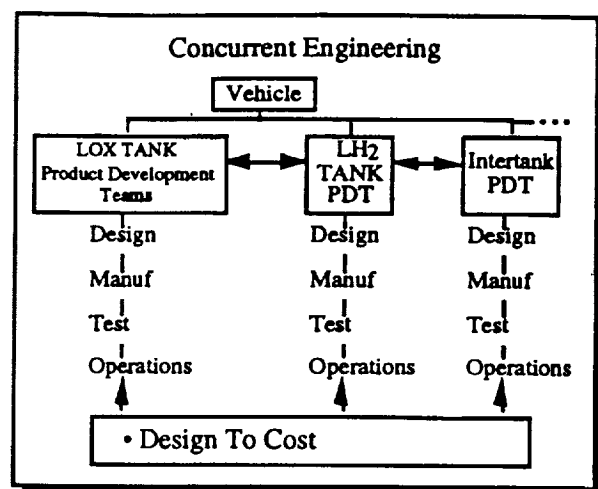 Concurrent Engineering
Vehicle
LOX TANK
Product Development
Teams
LH2
TANK
PDT
Intertank
PDT
Design
Manuf
Test
Operations
Design
Manuf
Test
Operations
Design
Manuf
Test
Operations
• Design To Cost